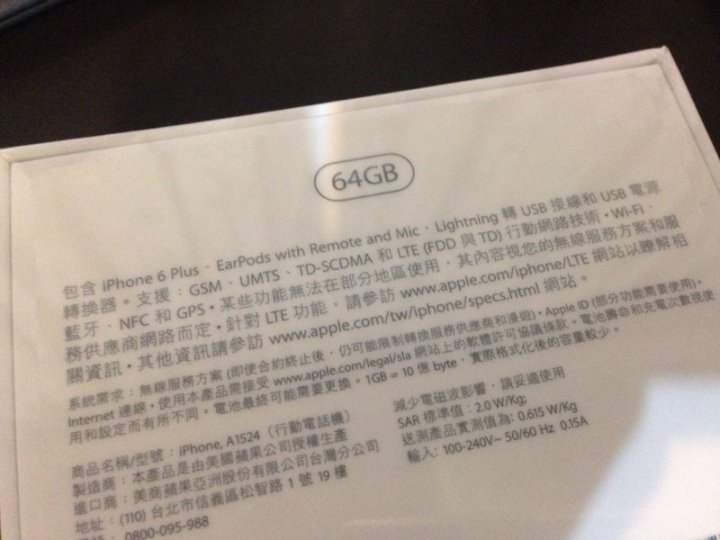 64GB
包含 iPhone 6 Plus、EarPods with Remote and Mic、Lightning 轉 USB 接線和 USB 電源
轉換器。支援：GSM、UMTS、TD-SCDMA 和 LTE (FDD 與 TD) 行動網路技術・Wi-Fi、
藍牙、NFC 和 GPS・某些功能無法在部分地區使用，其內容視您的無線服務方案和服
務供應商網路而定・針對 LTE 功能，請參訪 www.apple.com/iphone/LTE 網站以瞭解相
關資訊・其他資訊請參訪 www.apple.com/tw/iphone/specs.html 網站。
系統需求：無線服務方案 (即使合約終止後，仍可能限制轉換服務供應商和漫遊)・Apple ID (部分功能需要)・
Internet 連線・使用本產品需接受 www.apple.com/legal/sla 網站上的軟體許可協議條款。電池壽命和充電次數視使
用和設定而有所不同。電池最終可能需要更換。1GB = 10 億 byte，實際格式化後的容量較少。
商品名稱/型號：iPhone, A1524（行動電話機）
製造商：本產品是由美國蘋果公司授權生產
進口商：美商蘋果亞洲股份有限公司台灣分公司
地址：(110) 台北市信義區松智路 1 號 19 樓
0800-095-988
減少電磁波影響，請妥適使用
SAR 標準值：2.0 W/Kg;
送測產品實測值為: 0.615 W/Kg
輸入: 100-240V~ 50/60 Hz 0.15A